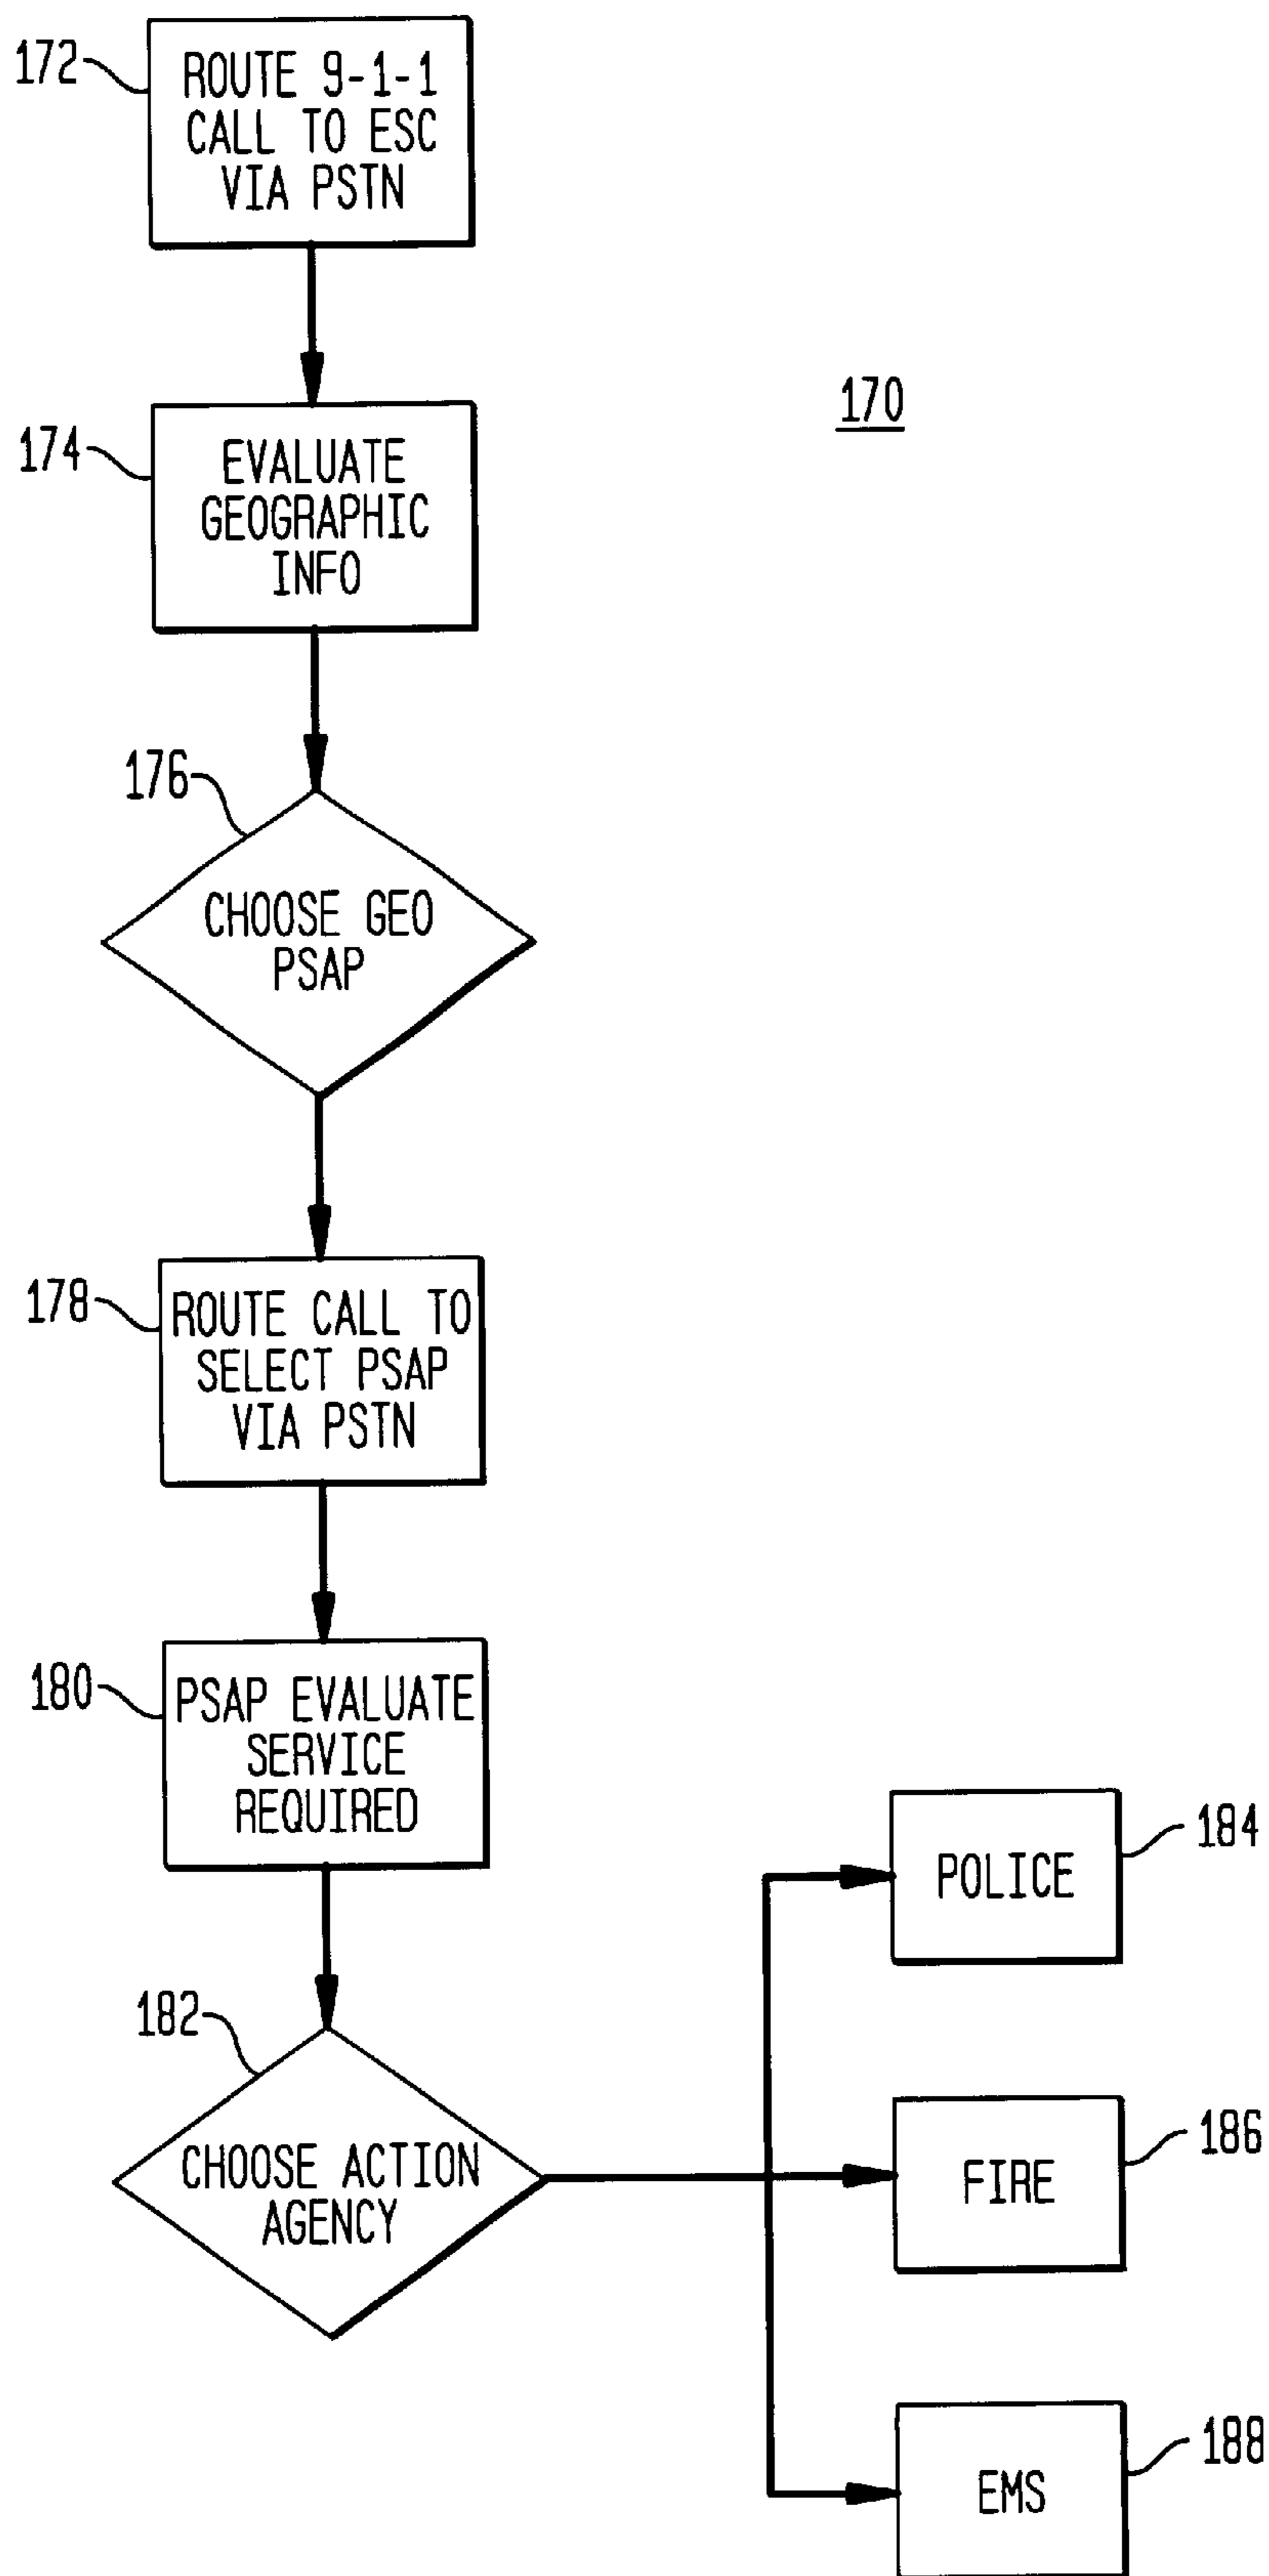 172
ROUTE 9-1-1
CALL TO ESC
VIA PSTN
170
174
EVALUATE
GEOGRAPHIC
INFO
176
CHOOSE GEO
PSAP
178
ROUTE CALL TO
SELECT PSAP
VIA PSTN
180
PSAP EVALUATE
SERVICE
REQUIRED
182
CHOOSE ACTION
AGENCY
POLICE
184
FIRE
186
EMS
188